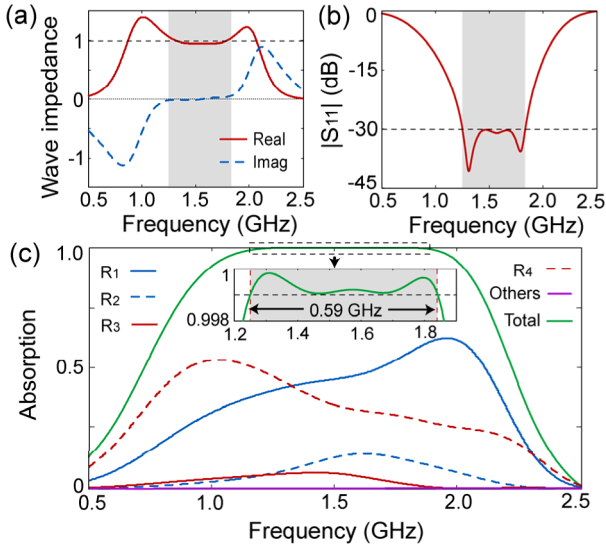 (a)
Wave impedance
1
0
-1
Real
Imag
0.5 1.0 1.5 2.0 2.5
Frequency (GHz)
(b)
|S11| (dB)
0
-15
-30
-45
0.5 1.0 1.5 2.0 2.5
Frequency (GHz)
(c)
Absorption
1.0
0.5
0
R1
R2
R3
R4
Others
Total
1
0.998
0.59 GHz
1.2 1.4 1.6 1.8
0.5 1.0 1.5 2.0 2.5
Frequency (GHz)